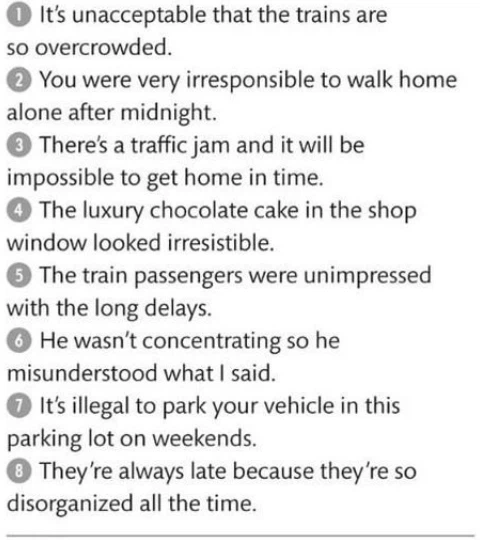 1 It's unacceptable that the trains are
so overcrowded.
2 You were very irresponsible to walk home
alone after midnight.
3 There's a traffic jam and it will be
impossible to get home in time.
4 The luxury chocolate cake in the shop
window looked irresistible.
5 The train passengers were unimpressed
with the long delays.
6 He wasn't concentrating so he
misunderstood what I said.
7 It's illegal to park your vehicle in this
parking lot on weekends.
8 They're always late because they're so
disorganized all the time.